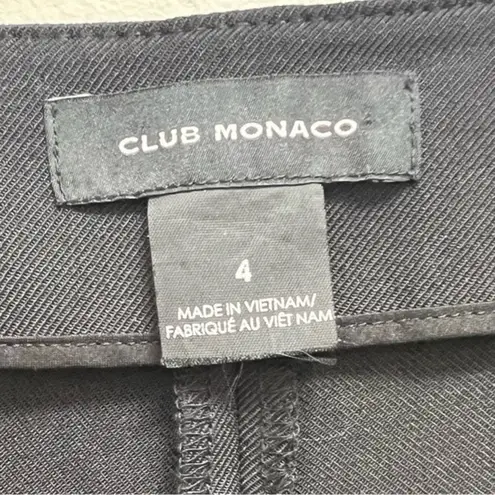 CLUB MONACO
4
MADE IN VIETNAM/
FABRIQUÉ AU VIÊT NAM